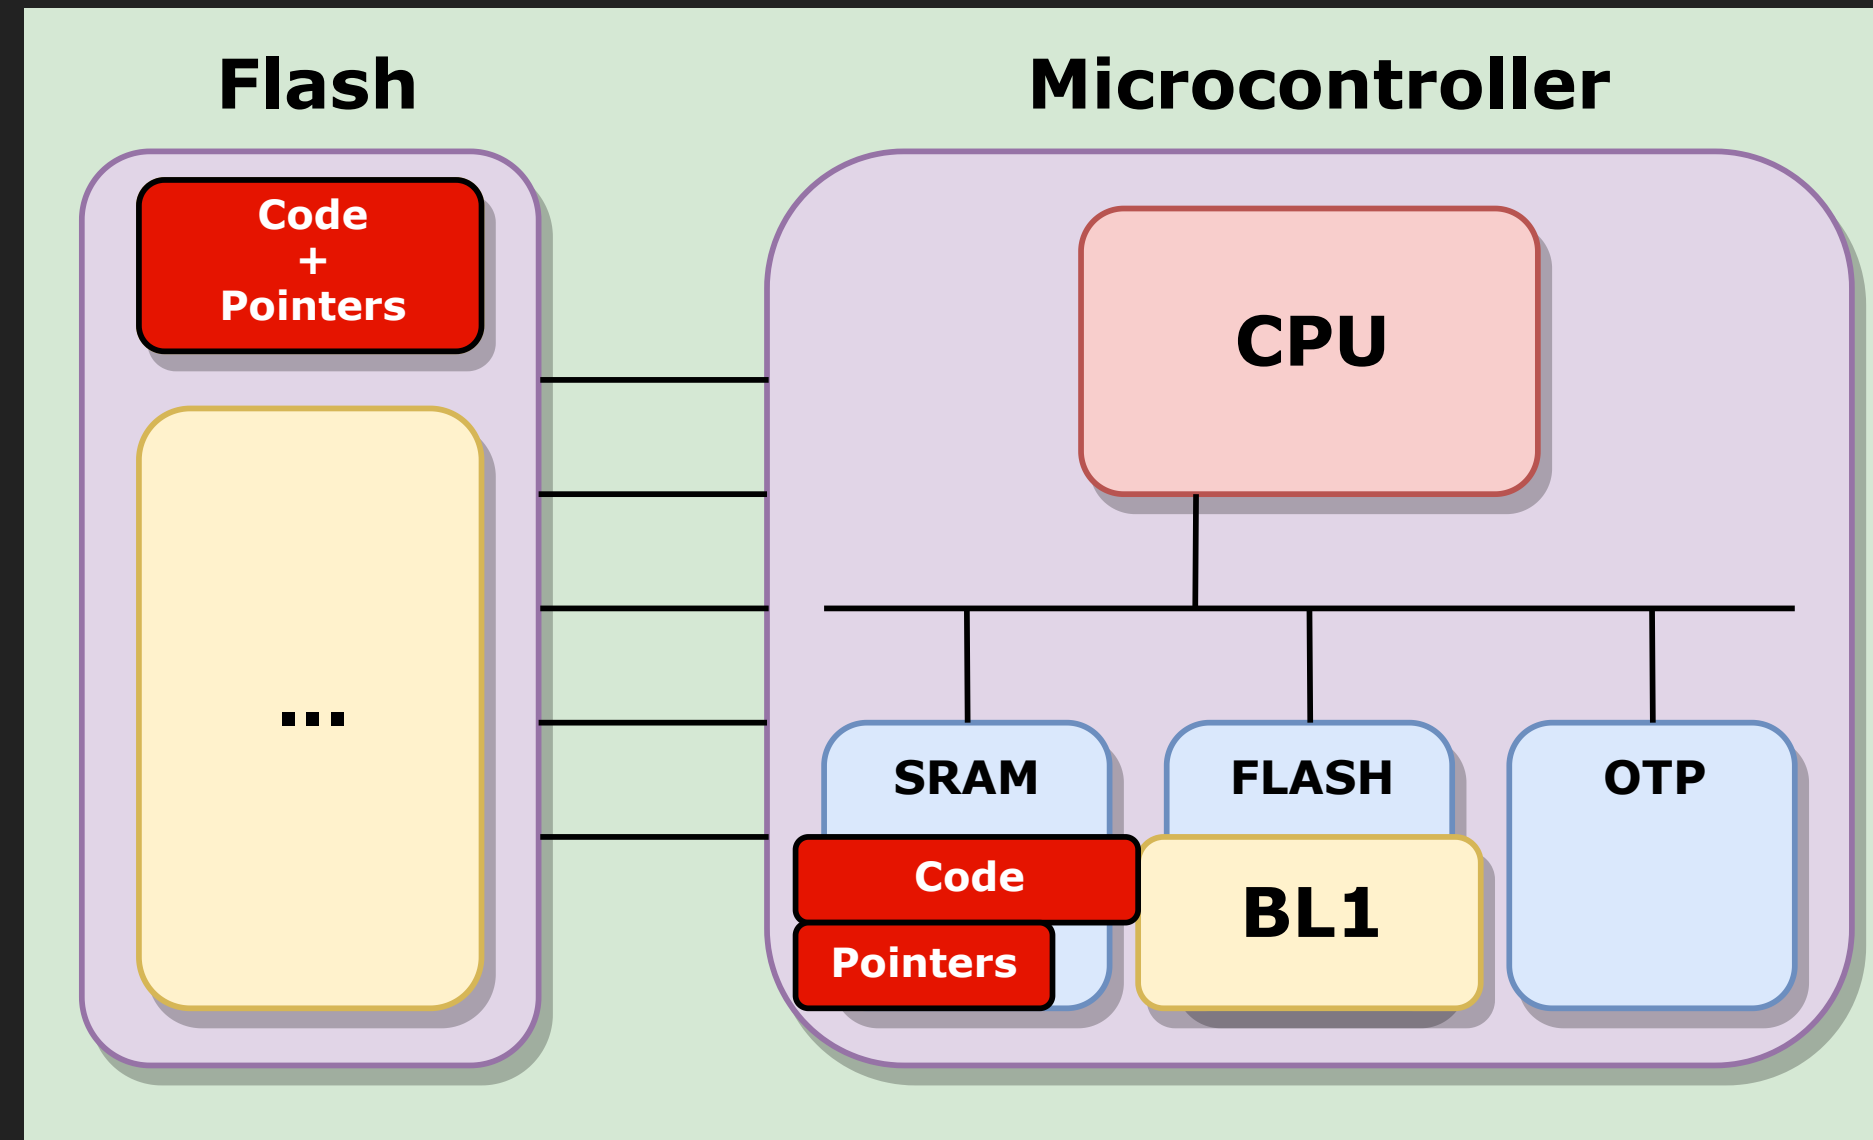 Flash
Microcontroller
Code
+
Pointers
CPU
...
SRAM
FLASH
OTP
Code
BL1
Pointers